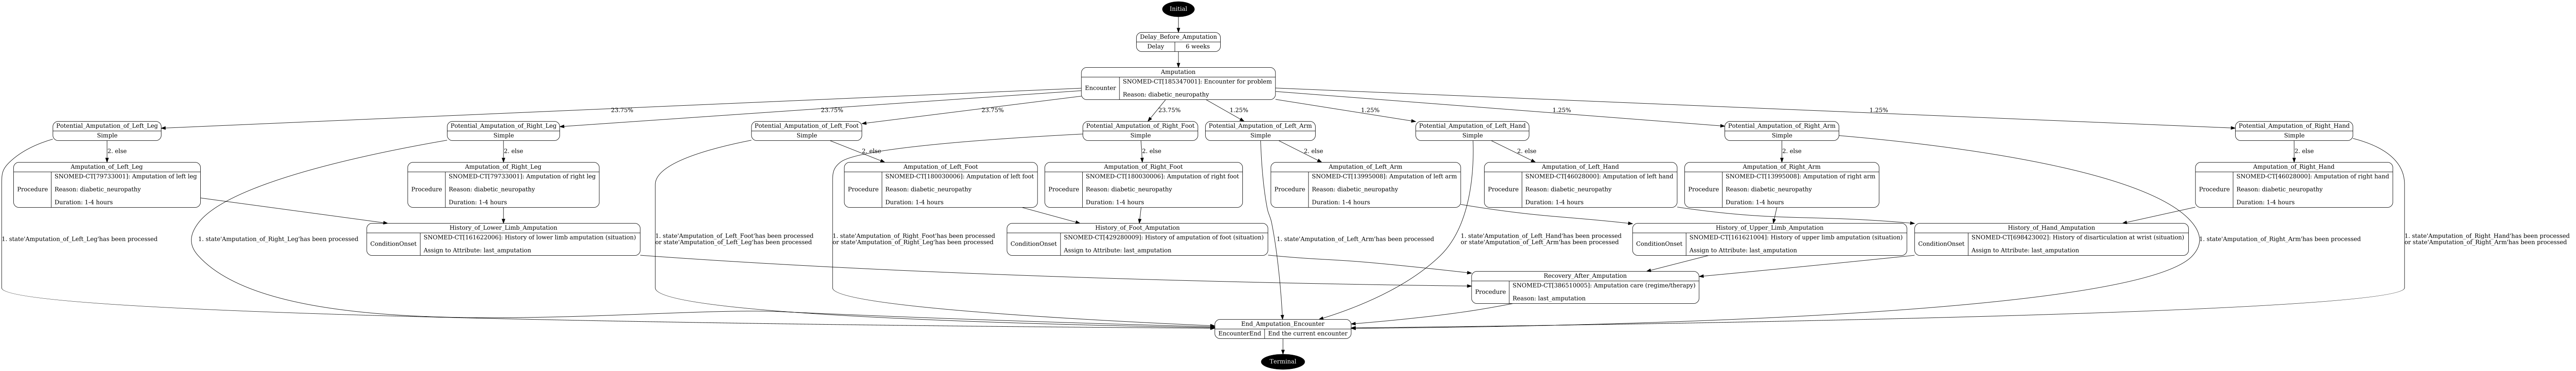 Initial
Delay_Before_Amputation
Delay
6 weeks
Amputation
Encounter
SNOMED-CT[185347001]: Encounter for problem
Reason: diabetic_neuropathy
23.75%
23.75%
23.75%
23.75%
1.25%
1.25%
1.25%
1.25%
Potential_Amputation_of_Left_Leg
Simple
Potential_Amputation_of_Right_Leg
Simple
Potential_Amputation_of_Left_Foot
Simple
Potential_Amputation_of_Right_Foot
Simple
Potential_Amputation_of_Left_Arm
Simple
Potential_Amputation_of_Left_Hand
Simple
Potential_Amputation_of_Right_Arm
Simple
Potential_Amputation_of_Right_Hand
Simple
2. else
2. else
2. else
2. else
2. else
2. else
2. else
2. else
Amputation_of_Left_Leg
Procedure
SNOMED-CT[79733001]: Amputation of left leg
Reason: diabetic_neuropathy
Duration: 1-4 hours
Amputation_of_Right_Leg
Procedure
SNOMED-CT[79733001]: Amputation of right leg
Reason: diabetic_neuropathy
Duration: 1-4 hours
Amputation_of_Left_Foot
Procedure
SNOMED-CT[180030006]: Amputation of left foot
Reason: diabetic_neuropathy
Duration: 1-4 hours
Amputation_of_Right_Foot
Procedure
SNOMED-CT[180030006]: Amputation of right foot
Reason: diabetic_neuropathy
Duration: 1-4 hours
Amputation_of_Left_Arm
Procedure
SNOMED-CT[13995008]: Amputation of left arm
Reason: diabetic_neuropathy
Duration: 1-4 hours
Amputation_of_Left_Hand
Procedure
SNOMED-CT[46028000]: Amputation of left hand
Reason: diabetic_neuropathy
Duration: 1-4 hours
Amputation_of_Right_Arm
Procedure
SNOMED-CT[13995008]: Amputation of right arm
Reason: diabetic_neuropathy
Duration: 1-4 hours
Amputation_of_Right_Hand
Procedure
SNOMED-CT[46028000]: Amputation of right hand
Reason: diabetic_neuropathy
Duration: 1-4 hours
1. state'Amputation_of_Left_Leg'has been processed
1. state'Amputation_of_Right_Leg'has been processed
History_of_Lower_Limb_Amputation
ConditionOnset
SNOMED-CT[161622006]: History of lower limb amputation (situation)
Assign to Attribute: last_amputation
1. state'Amputation_of_Left_Foot'has been processed
or state'Amputation_of_Left_Leg'has been processed
1. state'Amputation_of_Right_Foot'has been processed
or state'Amputation_of_Right_Leg'has been processed
History_of_Foot_Amputation
ConditionOnset
SNOMED-CT[429280009]: History of amputation of foot (situation)
Assign to Attribute: last_amputation
1. state'Amputation_of_Left_Arm'has been processed
1. state'Amputation_of_Left_Hand'has been processed
or state'Amputation_of_Left_Arm'has been processed
History_of_Upper_Limb_Amputation
ConditionOnset
SNOMED-CT[161621004]: History of upper limb amputation (situation)
Assign to Attribute: last_amputation
History_of_Hand_Amputation
ConditionOnset
SNOMED-CT[698423002]: History of disarticulation at wrist (situation)
Assign to Attribute: last_amputation
1. state'Amputation_of_Right_Arm'has been processed
1. state'Amputation_of_Right_Hand'has been processed
or state'Amputation_of_Right_Arm'has been processed
Recovery_After_Amputation
Procedure
SNOMED-CT[386510005]: Amputation care (regime/therapy)
Reason: last_amputation
End_Amputation_Encounter
EncounterEnd
End the current encounter
Terminal